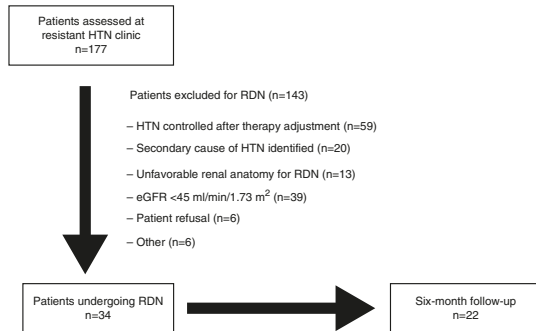 Patients assessed at
resistant HTN clinic
n=177
Patients excluded for RDN (n=143)
– HTN controlled after therapy adjustment (n=59)
– Secondary cause of HTN identified (n=20)
– Unfavorable renal anatomy for RDN (n=13)
– eGFR <45 ml/min/1.73 m²  (n=39)
– Patient refusal (n=6)
– Other (n=6)
Patients undergoing RDN
n=34
Six-month follow-up
n=22